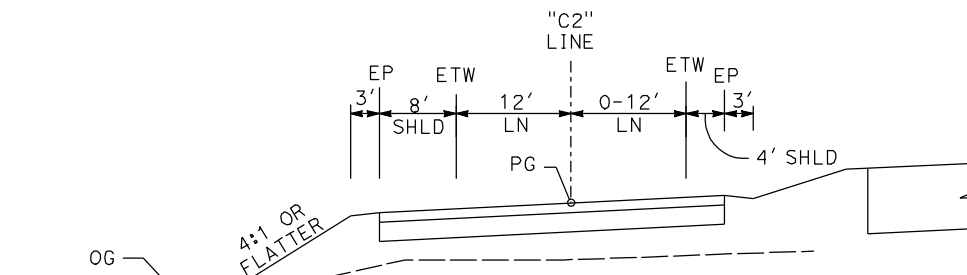 "C2"
LINE
EP
ETW
ETW
EP
3'
8'
SHLD
12'
LN
0-12'
LN
3'
4' SHLD
PG
4:1 OR
FLATTER
OG